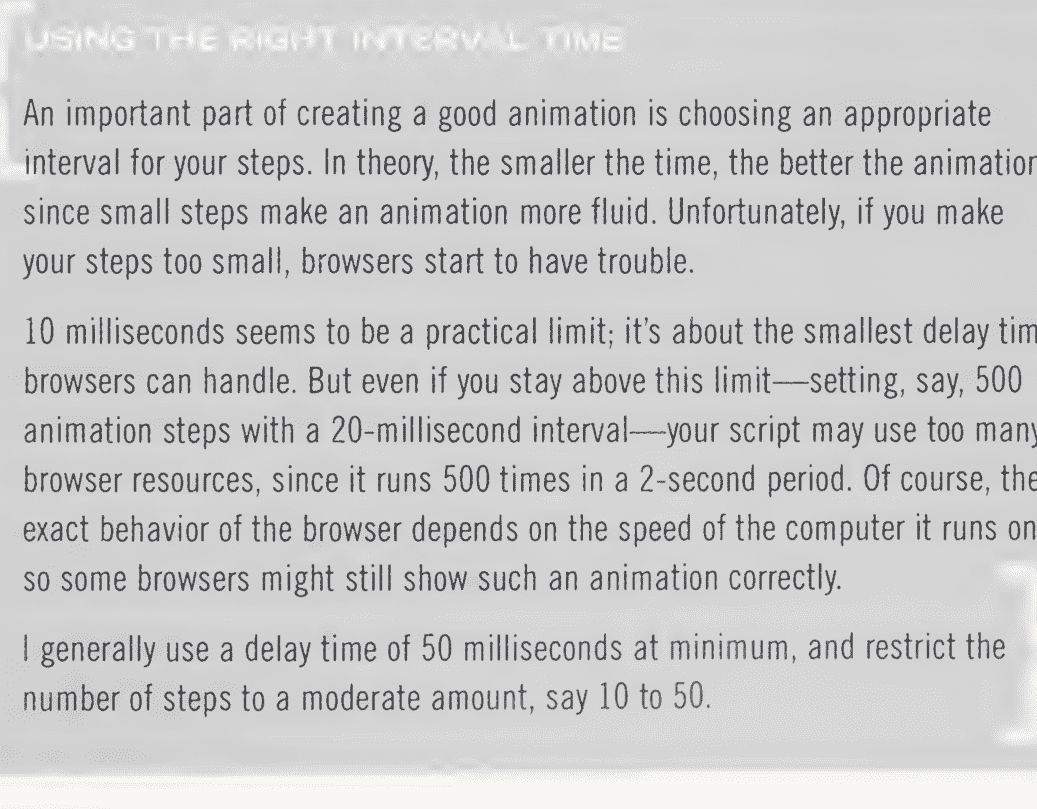 USING THE RIGHT INTERVAL TIME
An important part of creating a good animation is choosing an appropriate
interval for your steps. In theory, the smaller the time, the better the animation
since small steps make an animation more fluid. Unfortunately, if you make
your steps too small, browsers start to have trouble.
10 milliseconds seems to be a practical limit; it's about the smallest delay tim
browsers can handle. But even if you stay above this limit—setting, say, 500
animation steps with a 20-millisecond interval—your script may use too many
browser resources, since it runs 500 times in a 2-second period. Of course, the
exact behavior of the browser depends on the speed of the computer it runs on
so some browsers might still show such an animation correctly.
I generally use a delay time of 50 milliseconds at minimum, and restrict the
number of steps to a moderate amount, say 10 to 50.